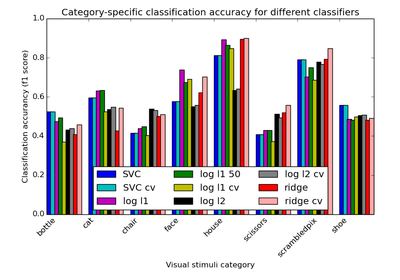 Category-specific classification accuracy for different classifiers
Classification accurancy (f1 score)
1.0
0.8
0.6
0.4
0.2
0.0
SVC
SVC cv
log l1
log l1 50
log l1 cv
log l2
log l2 cv
ridge
ridge cv
bottle
cat
chair
face
house
scissors
scrambledpix
shoe
Visual stimuli category